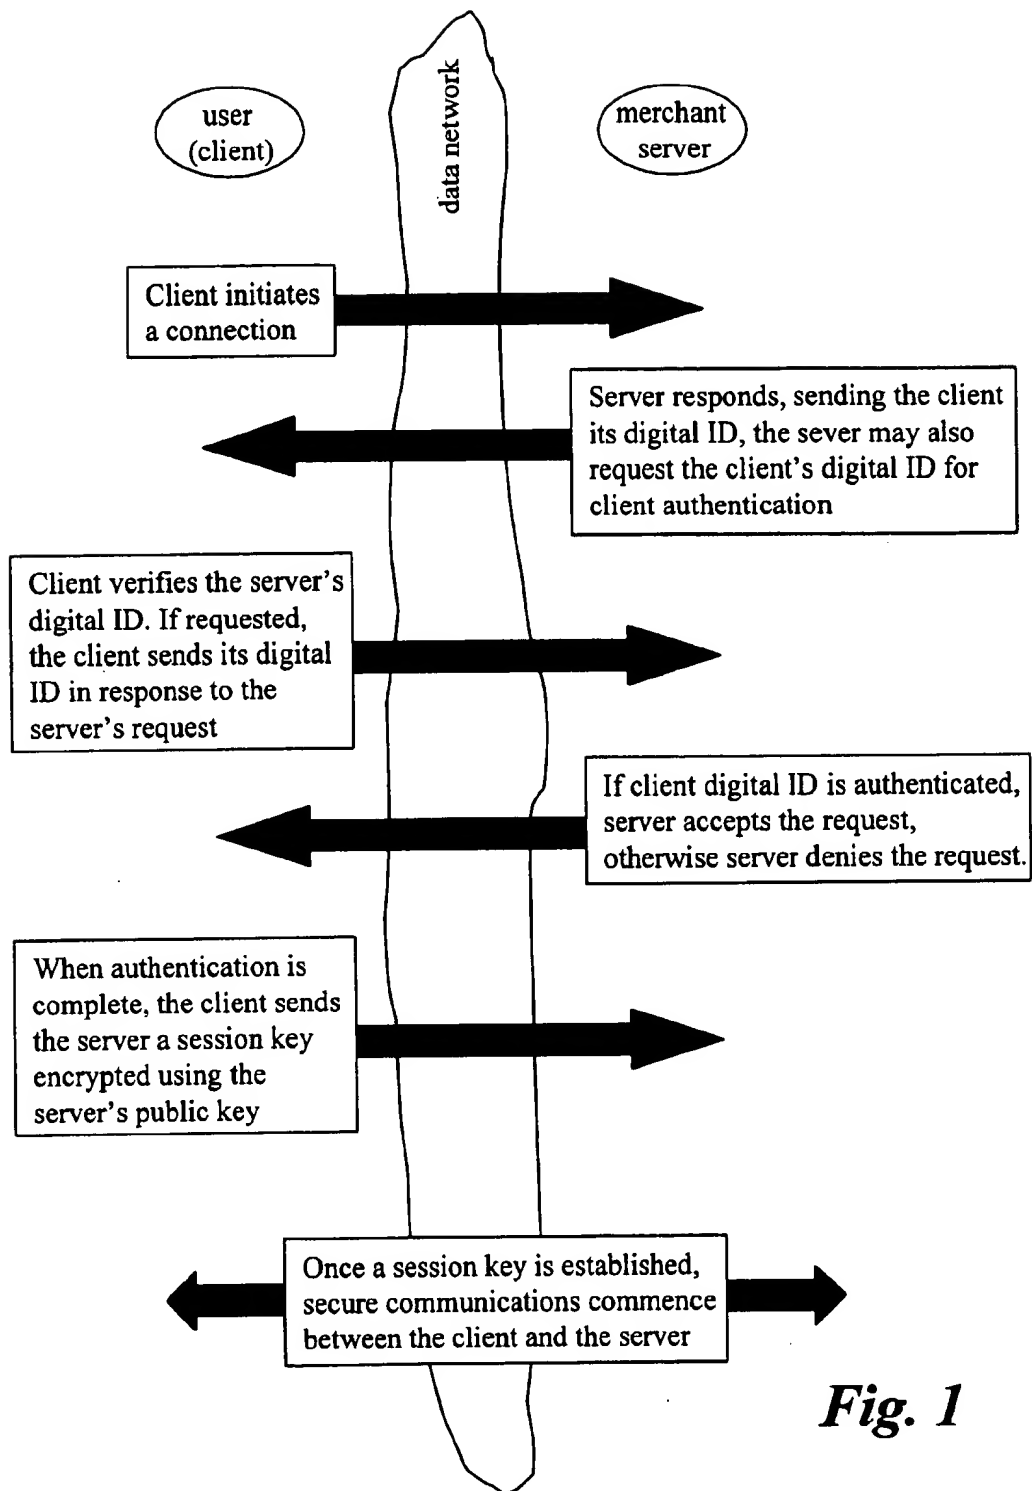 user
(client)
data network
merchant
server
Client initiates
a connection
Server responds, sending the client
its digital ID, the sever may also
request the client's digital ID for
client authentication
Client verifies the server's
digital ID. If requested,
the client sends its digital
ID in response to the
server's request
If client digital ID is authenticated,
server accepts the request,
otherwise server denies the request.
When authentication is
complete, the client sends
the server a session key
encrypted using the
server's public key
Once a session key is established,
secure communications commence
between the client and the server
Fig. 1